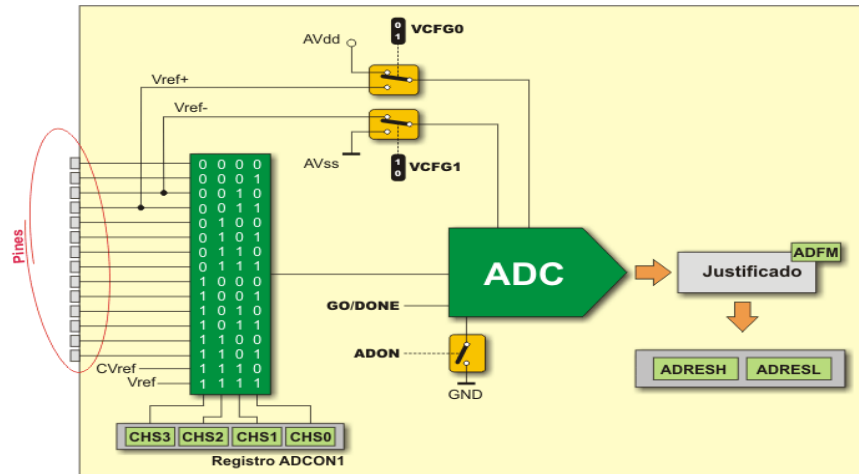 0
1
VCFG0
AVdd
Vref+
Vref-
1
0
VCFG1
AVss
Pines
0 0 0 0
0 0 0 1
0 0 1 0
0 0 1 1
0 1 0 0
0 1 0 1
0 1 1 0
0 1 1 1
1 0 0 0
1 0 0 1
1 0 1 0
1 0 1 1
1 1 0 0
1 1 0 1
1 1 1 0
1 1 1 1
CVref
Vref
ADC
GO/DONE
ADON
GND
ADFM
Justificado
ADRESH ADRESL
CHS3 CHS2 CHS1 CHS0
Registro ADCON1